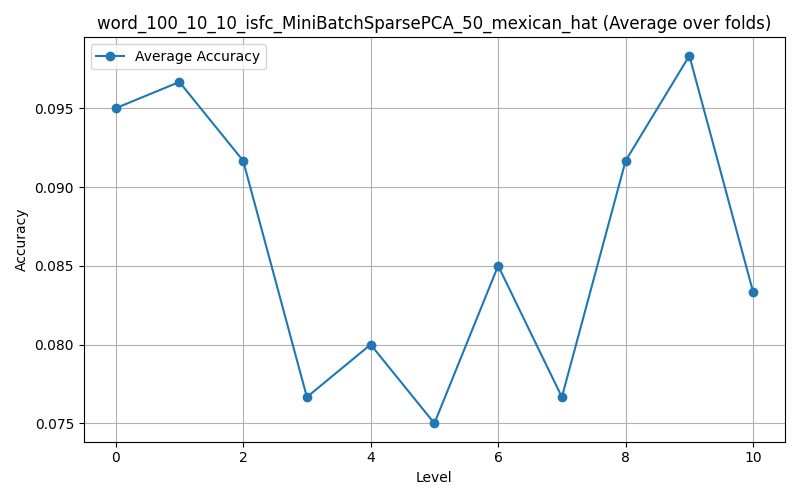 word_100_10_10_isfc_MiniBatchSparsePCA_50_mexican_hat (Average over folds)
Average Accuracy
0.095
0.090
0.085
0.080
0.075
Accuracy
0 2 4 6 8 10
Level